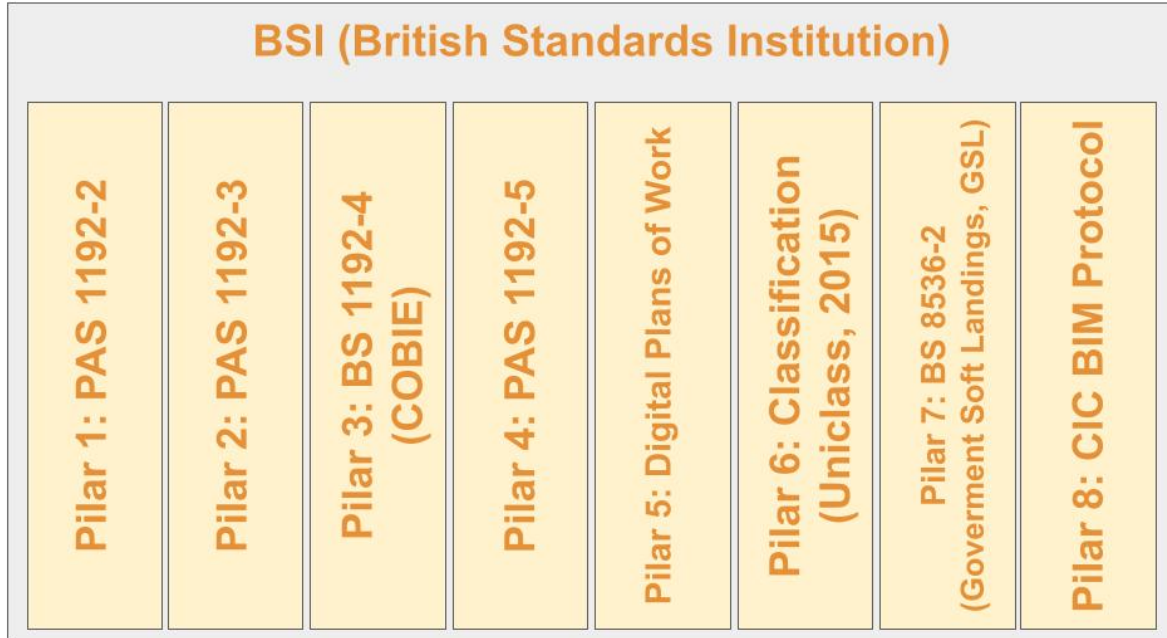 BSI (British Standards Institution)
Pilar 1: PAS 1192-2
Pilar 2: PAS 1192-3
Pilar 3: BS 1192-4
(COBIE)
Pilar 4: PAS 1192-5
Pilar 5: Digital Plans of Work
Pilar 6: Classification
(Uniclass, 2015)
Pilar 7: BS 8536-2
(Goverment Soft Landings, GSL)
Pilar 8: CIC BIM Protocol